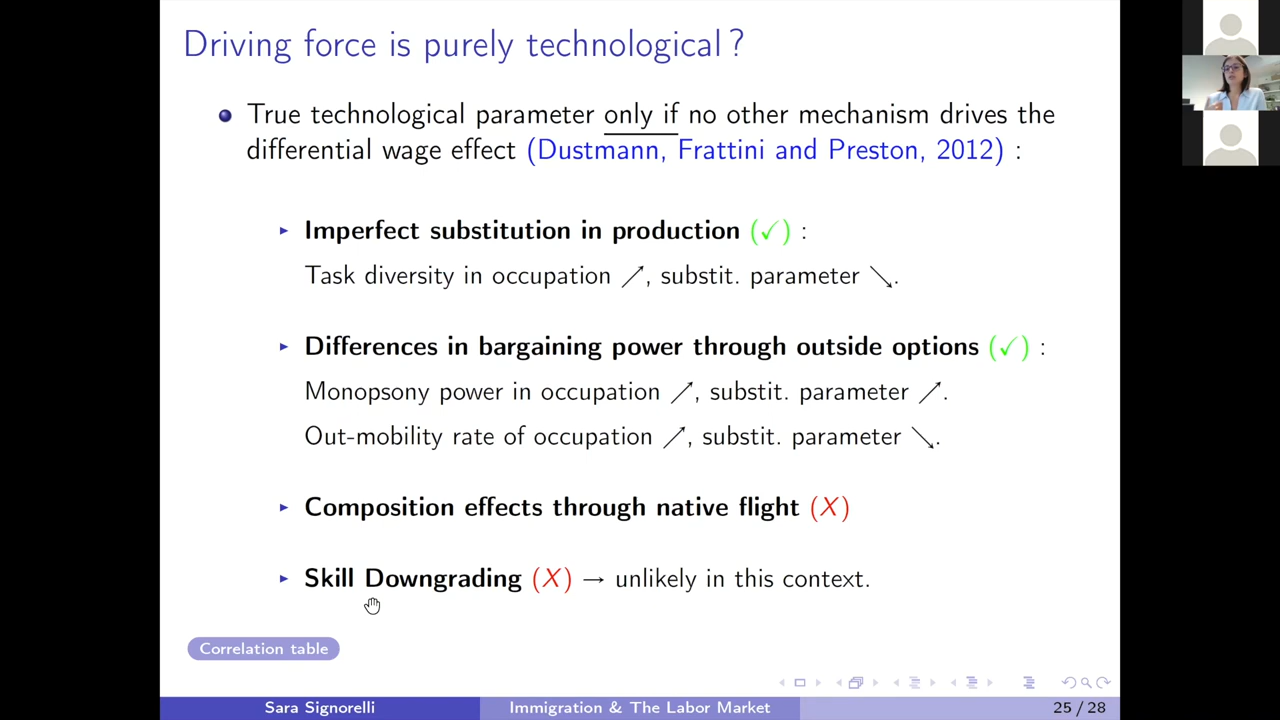 Driving force is purely technological ?
True technological parameter only if no other mechanism drives the
differential wage effect (Dustmann, Frattini and Preston, 2012) :
Imperfect substitution in production (✓) :
Task diversity in occupation ↗, substit. parameter ↘.
Differences in bargaining power through outside options (✓) :
Monopsony power in occupation ↗, substit. parameter ↗.
Out-mobility rate of occupation ↗, substit. parameter ↘.
Composition effects through native flight (X)
Skill Downgrading (X) → unlikely in this context.
Correlation table
Sara Signorelli
Immigration & The Labor Market
25 / 28